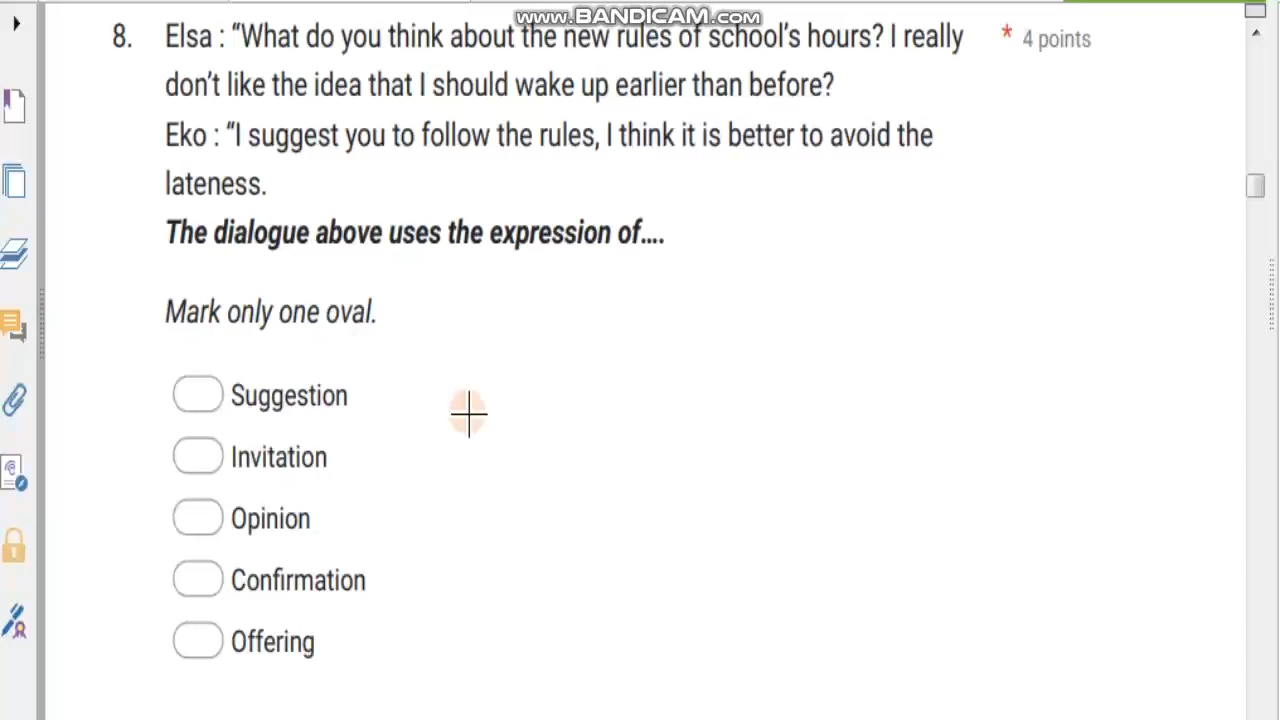 www.BANDICAM.com
8. Elsa : “What do you think about the new rules of school’s hours? I really * 4 points
don’t like the idea that I should wake up earlier than before?
Eko : “I suggest you to follow the rules, I think it is better to avoid the
lateness.
The dialogue above uses the expression of....
Mark only one oval.
Suggestion
Invitation
Opinion
Confirmation
Offering